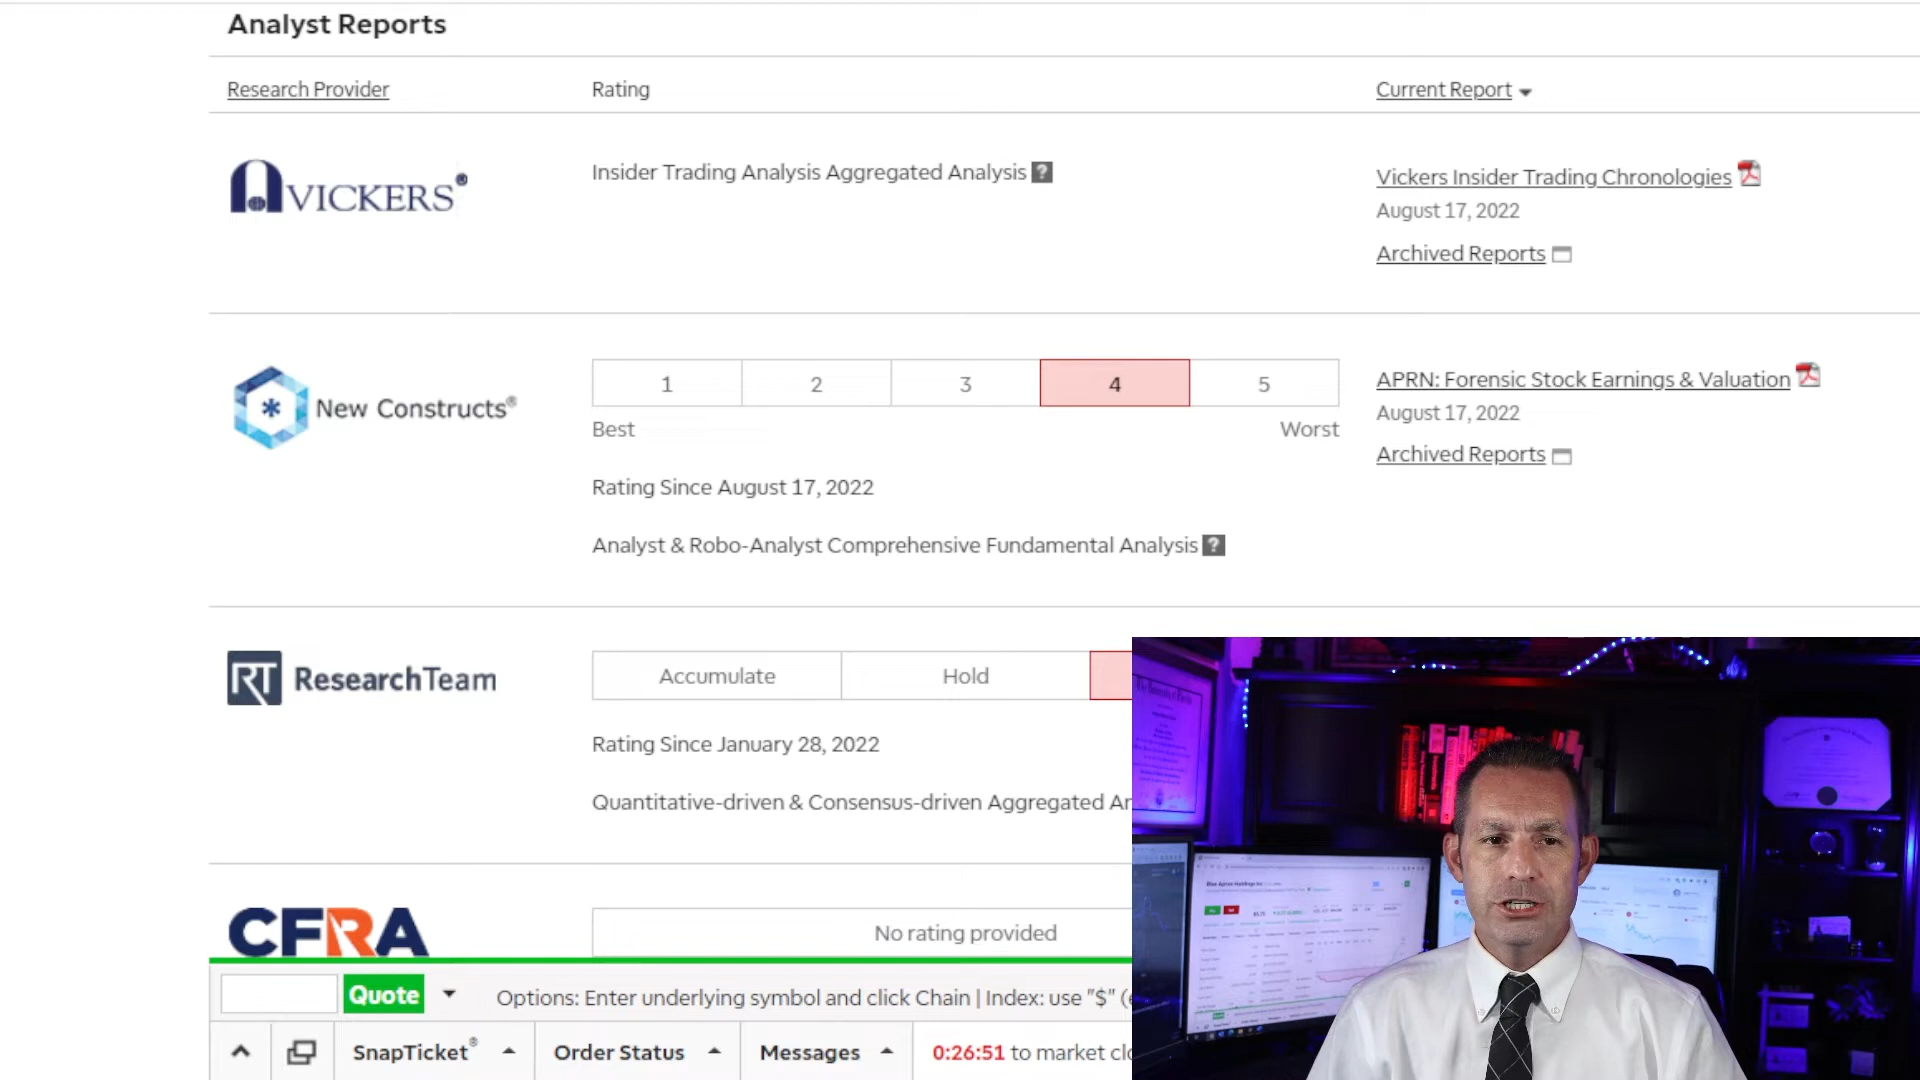 Analyst Reports
Research Provider
Rating
Current Report
VICKERS®
Insider Trading Analysis Aggregated Analysis ?
Vickers Insider Trading Chronologies
August 17, 2022
Archived Reports
New Constructs®
1 2 3 4 5
Best
Worst
APRN: Forensic Stock Earnings & Valuation
August 17, 2022
Archived Reports
Rating Since August 17, 2022
Analyst & Robo-Analyst Comprehensive Fundamental Analysis ?
RT ResearchTeam
Accumulate
Hold
Rating Since January 28, 2022
Quantitative-driven & Consensus-driven Aggregated An
CFRA
No rating provided
Quote
Options: Enter underlying symbol and click Chain | Index: use "$" (e
SnapTicket®
Order Status
Messages
0:26:51 to market clo